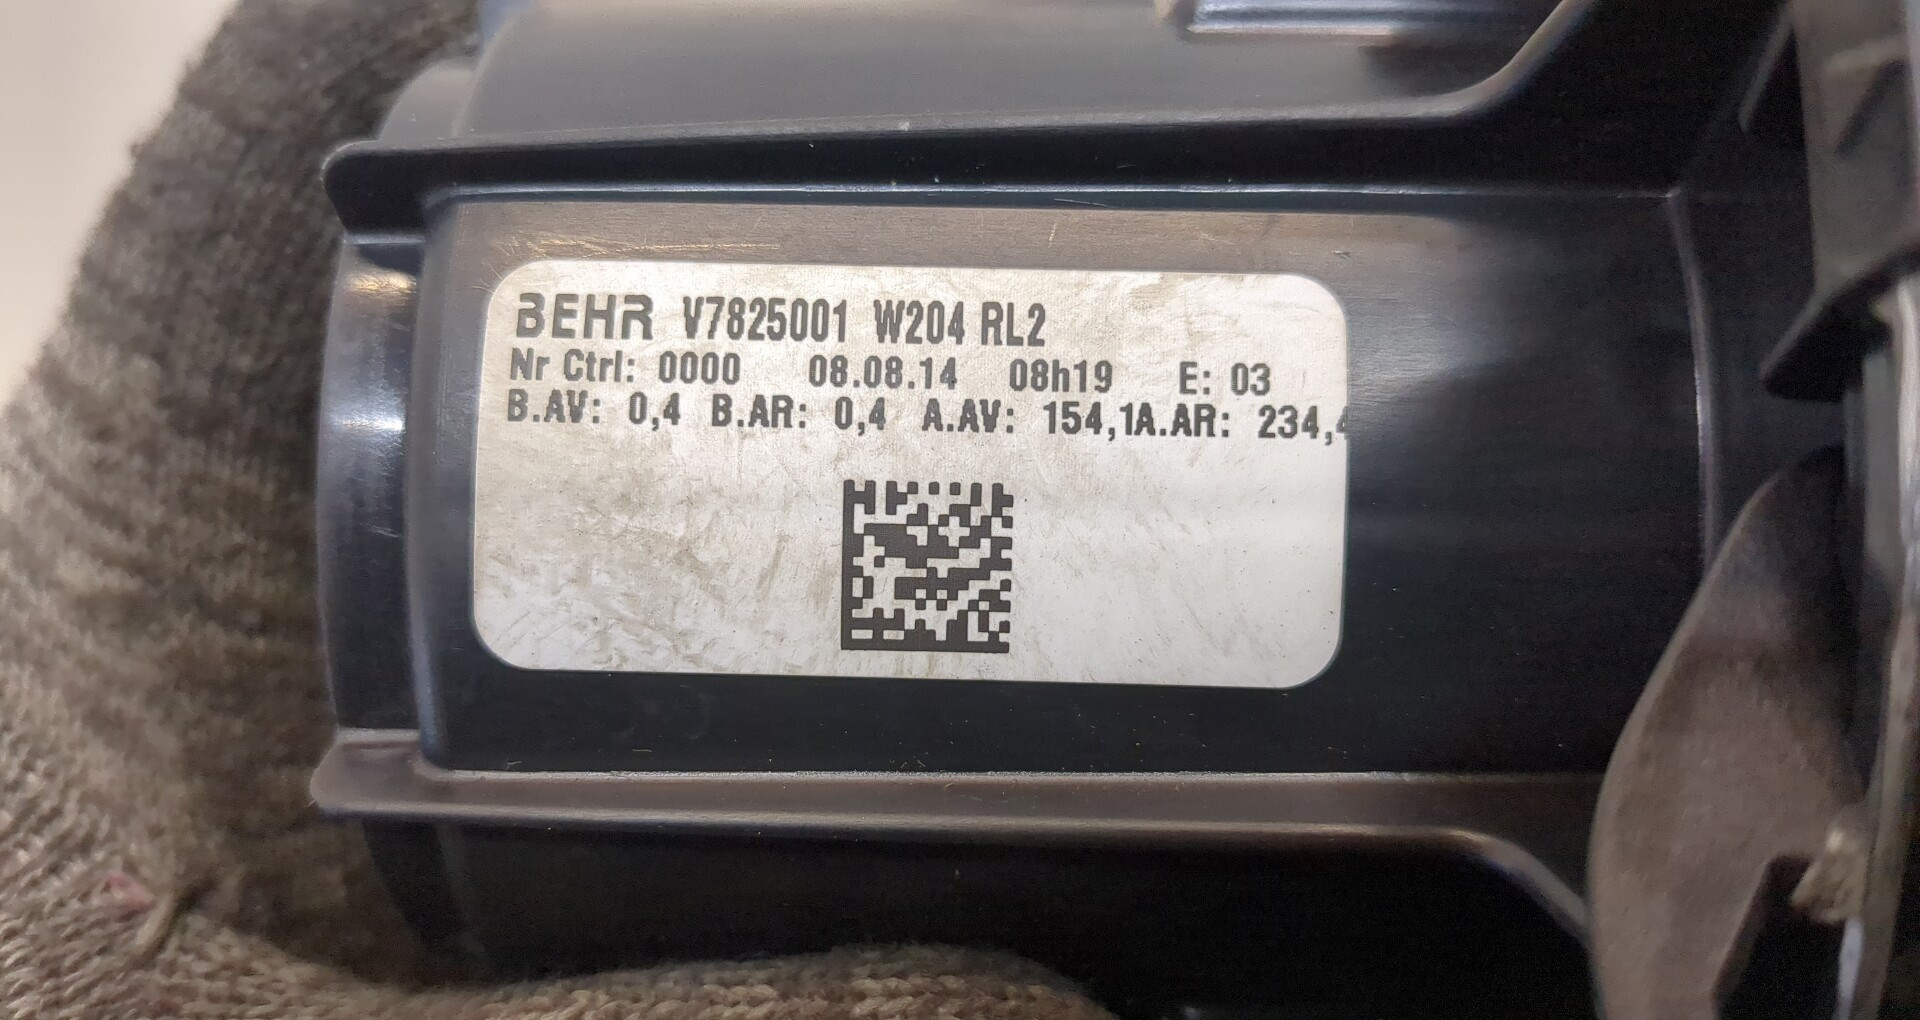 BEHR V7825001 W204 RL2
Nr Ctrl: 0000 08.08.14 08h19 E: 03
B.AV: 0,4 B.AR: 0,4 A.AV: 154,1A.AR: 234,4